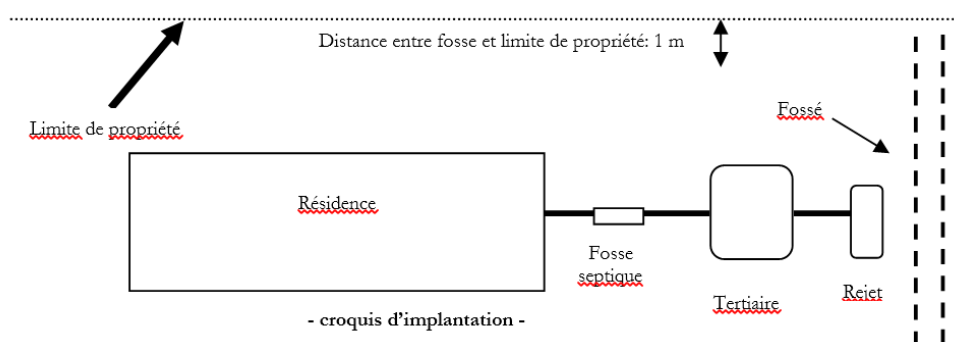 Distance entre fosse et limite de propriété: 1 m
Limite de propriété
Fossé
Résidence
Fosse
septique
Tertiaire
Rejet
- croquis d'implantation -